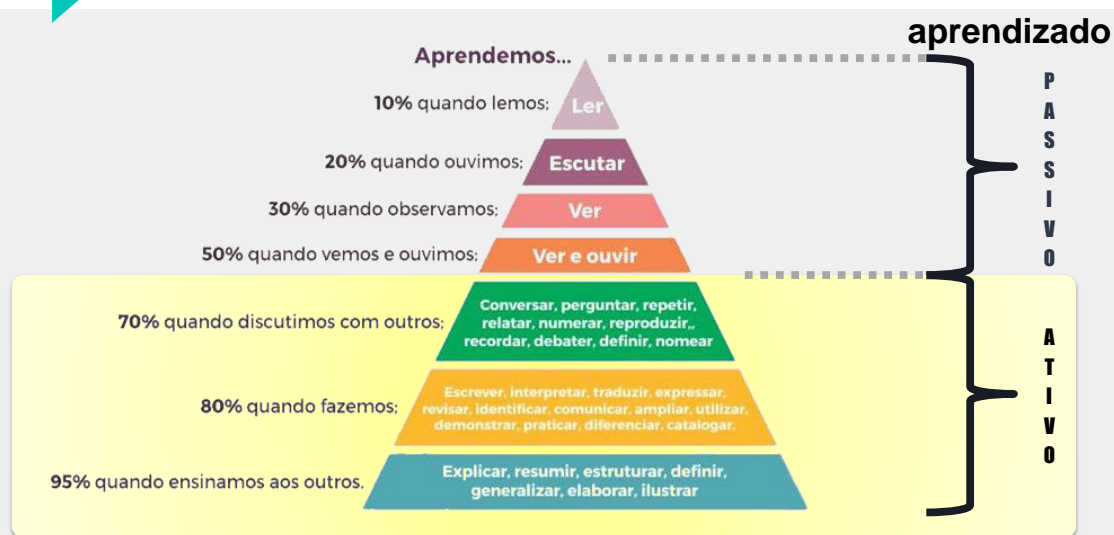 aprendizado
Aprendemos...
10% quando lemos;
Ler
20% quando ouvimos;
Escutar
30% quando observamos;
Ver
50% quando vemos e ouvimos;
Ver e ouvir
70% quando discutimos com outros;
Conversar, perguntar, repetir,
relatar, numerar, reproduzir,,
recordar, debater, definir, nomear
80% quando fazemos;
Escrever, interpretar, traduzir, expressar,
revisar, identificar, comunicar, ampliar, utilizar,
demonstrar, praticar, diferenciar, catalogar,
95% quando ensinamos aos outros.
Explicar, resumir, estruturar, definir,
generalizar, elaborar, ilustrar
PASSIVO
ATIVO